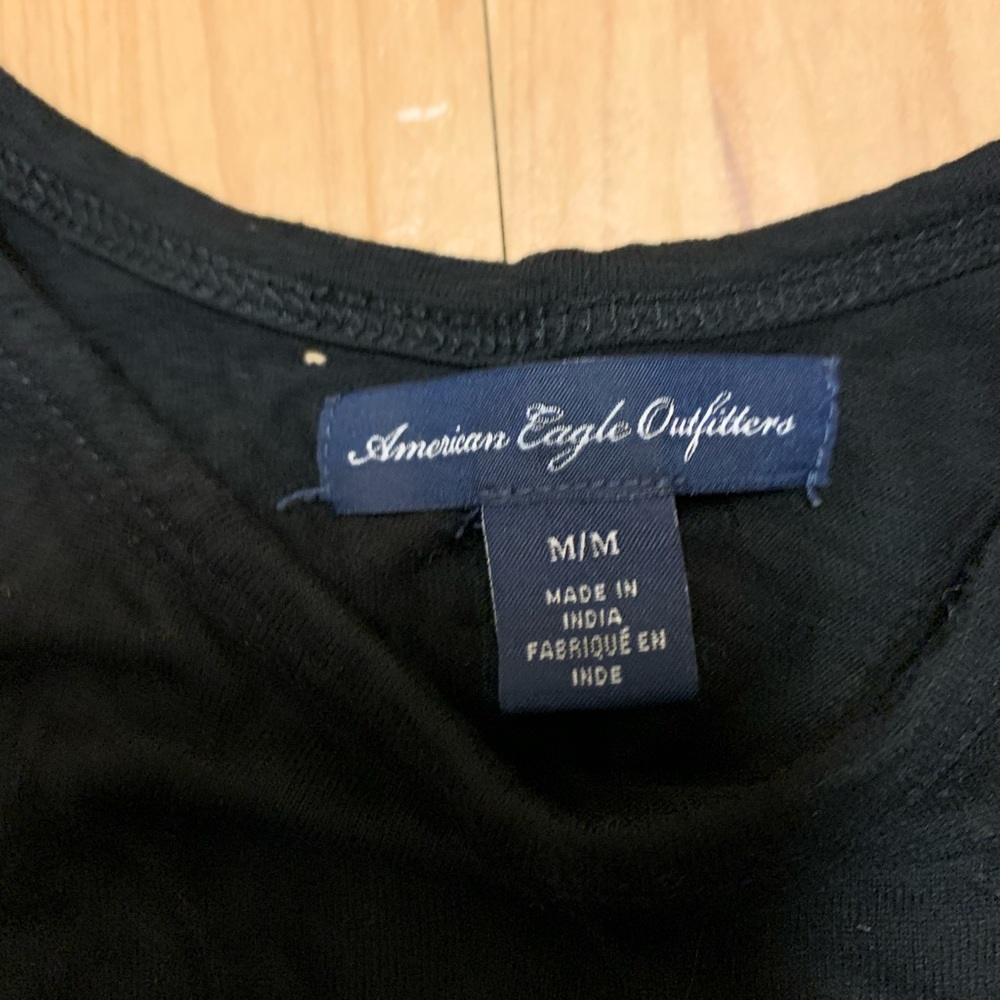 American Eagle Outfitters
M/M
MADE IN
INDIA
FABRIQUÉ EN
INDE